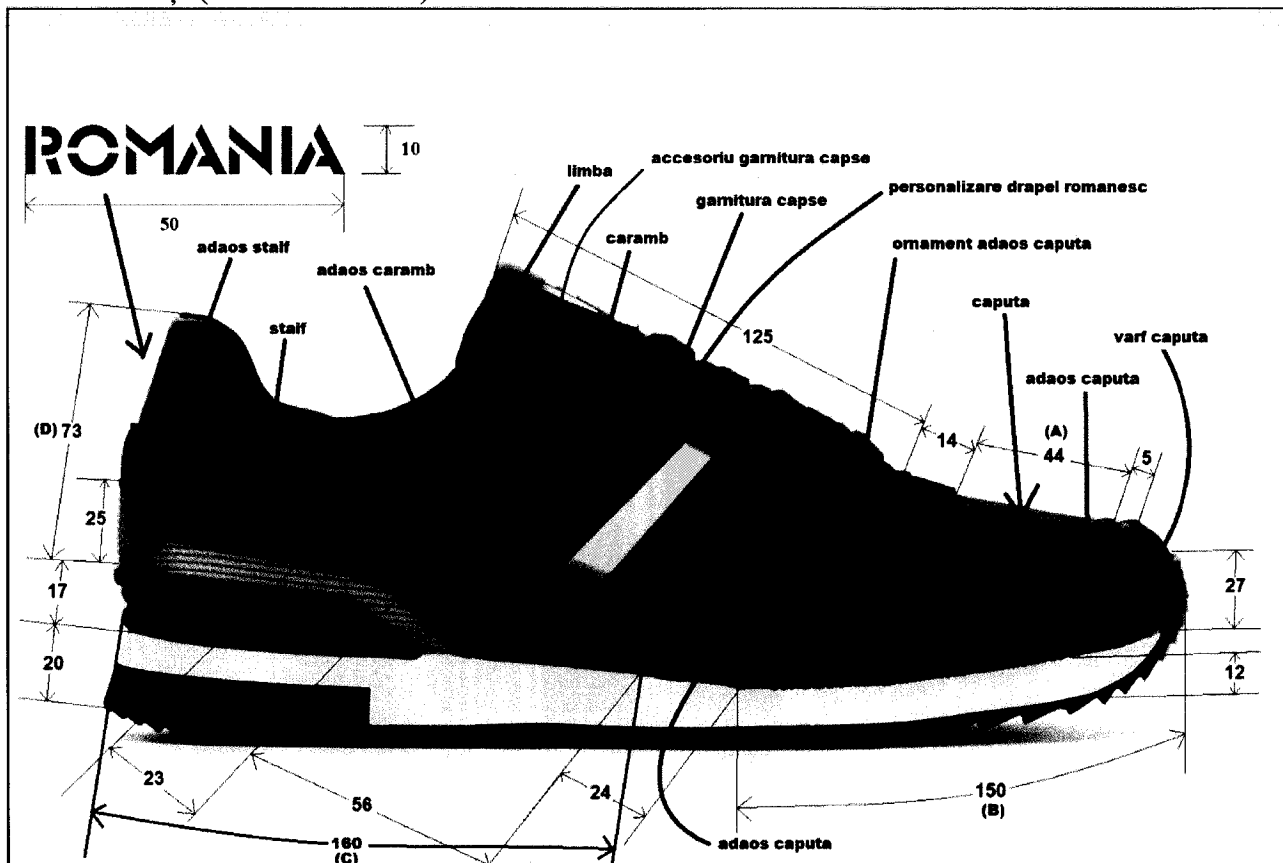 ROMANIA
10
50
limba
accesoriu garnitura capse
personalizare drapel romanesc
garnitura capse
adaos staif
caramb
ornament adaos caputa
adaos caramb
caputa
staif
125
varf caputa
adaos caputa
(D) 73
14
(A)
44
5
25
17
27
20
12
23
56
24
150
(B)
160
(C)
adaos caputa